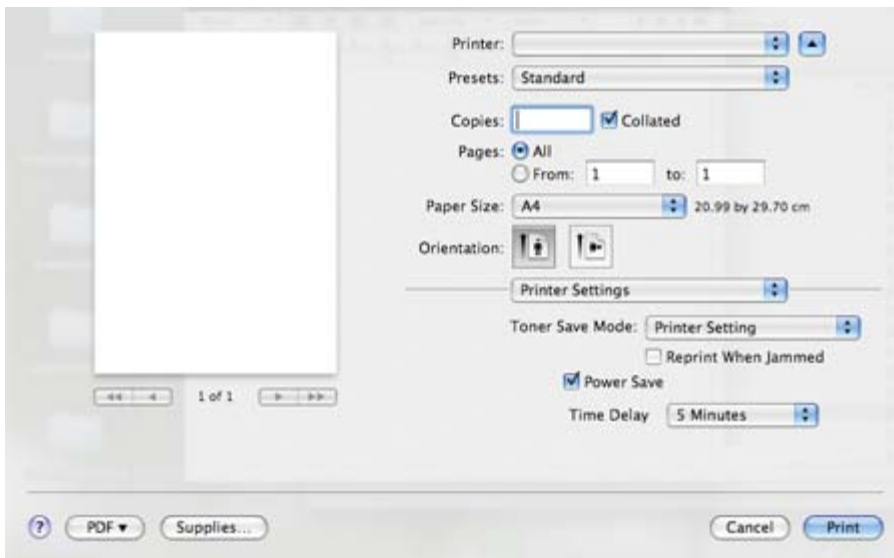 Printer:
Presets: Standard
Copies: Collated
Pages: All
From: 1 to: 1
Paper Size: A4 20.99 by 29.70 cm
Orientation:
Printer Settings
Toner Save Mode: Printer Setting
Reprint When Jammed
Power Save
Time Delay 5 Minutes
1 of 1
? PDF Supplies... Cancel Print